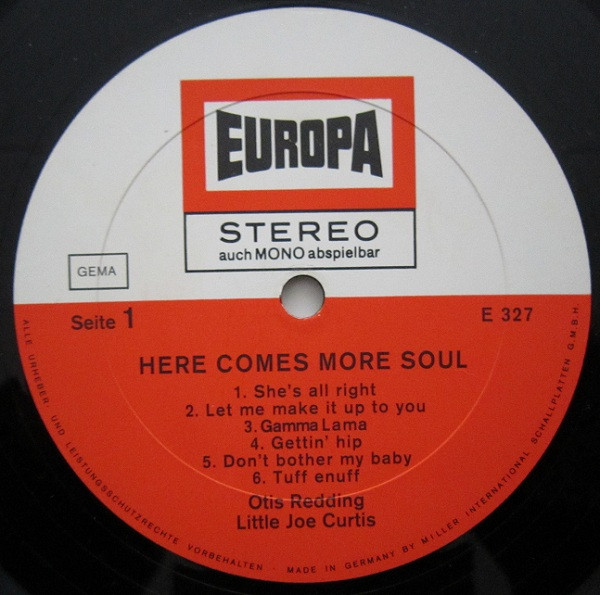 EUROPA
STEREO
auch MONO abspielbar
GEMA
Seite 1
E 327
HERE COMES MORE SOUL
1. She's all right
2. Let me make it up to you
3. Gamma Lama
4. Gettin' hip
5. Don't bother my baby
6. Tuff enuff
Otis Redding
Little Joe Curtis
ALLE URHEBER- UND LEISTUNGSSCHUTZRECHTE VORBEHALTEN - MADE IN GERMANY BY MILLER INTERNATIONAL SCHALLPLATTEN G.M.B.H.